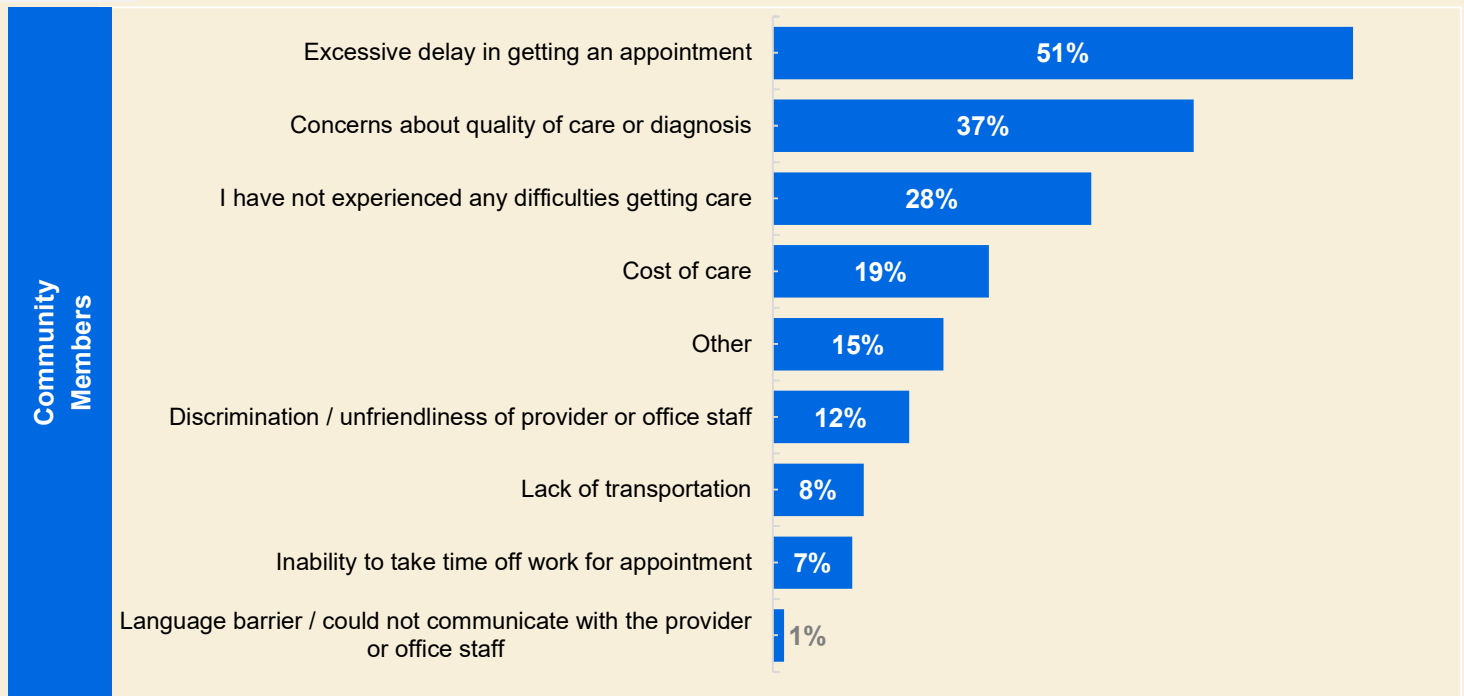 Community
Members
Excessive delay in getting an appointment
51%
Concerns about quality of care or diagnosis
37%
I have not experienced any difficulties getting care
28%
Cost of care
19%
Other
15%
Discrimination / unfriendliness of provider or office staff
12%
Lack of transportation
8%
Inability to take time off work for appointment
7%
Language barrier / could not communicate with the provider
or office staff
1%